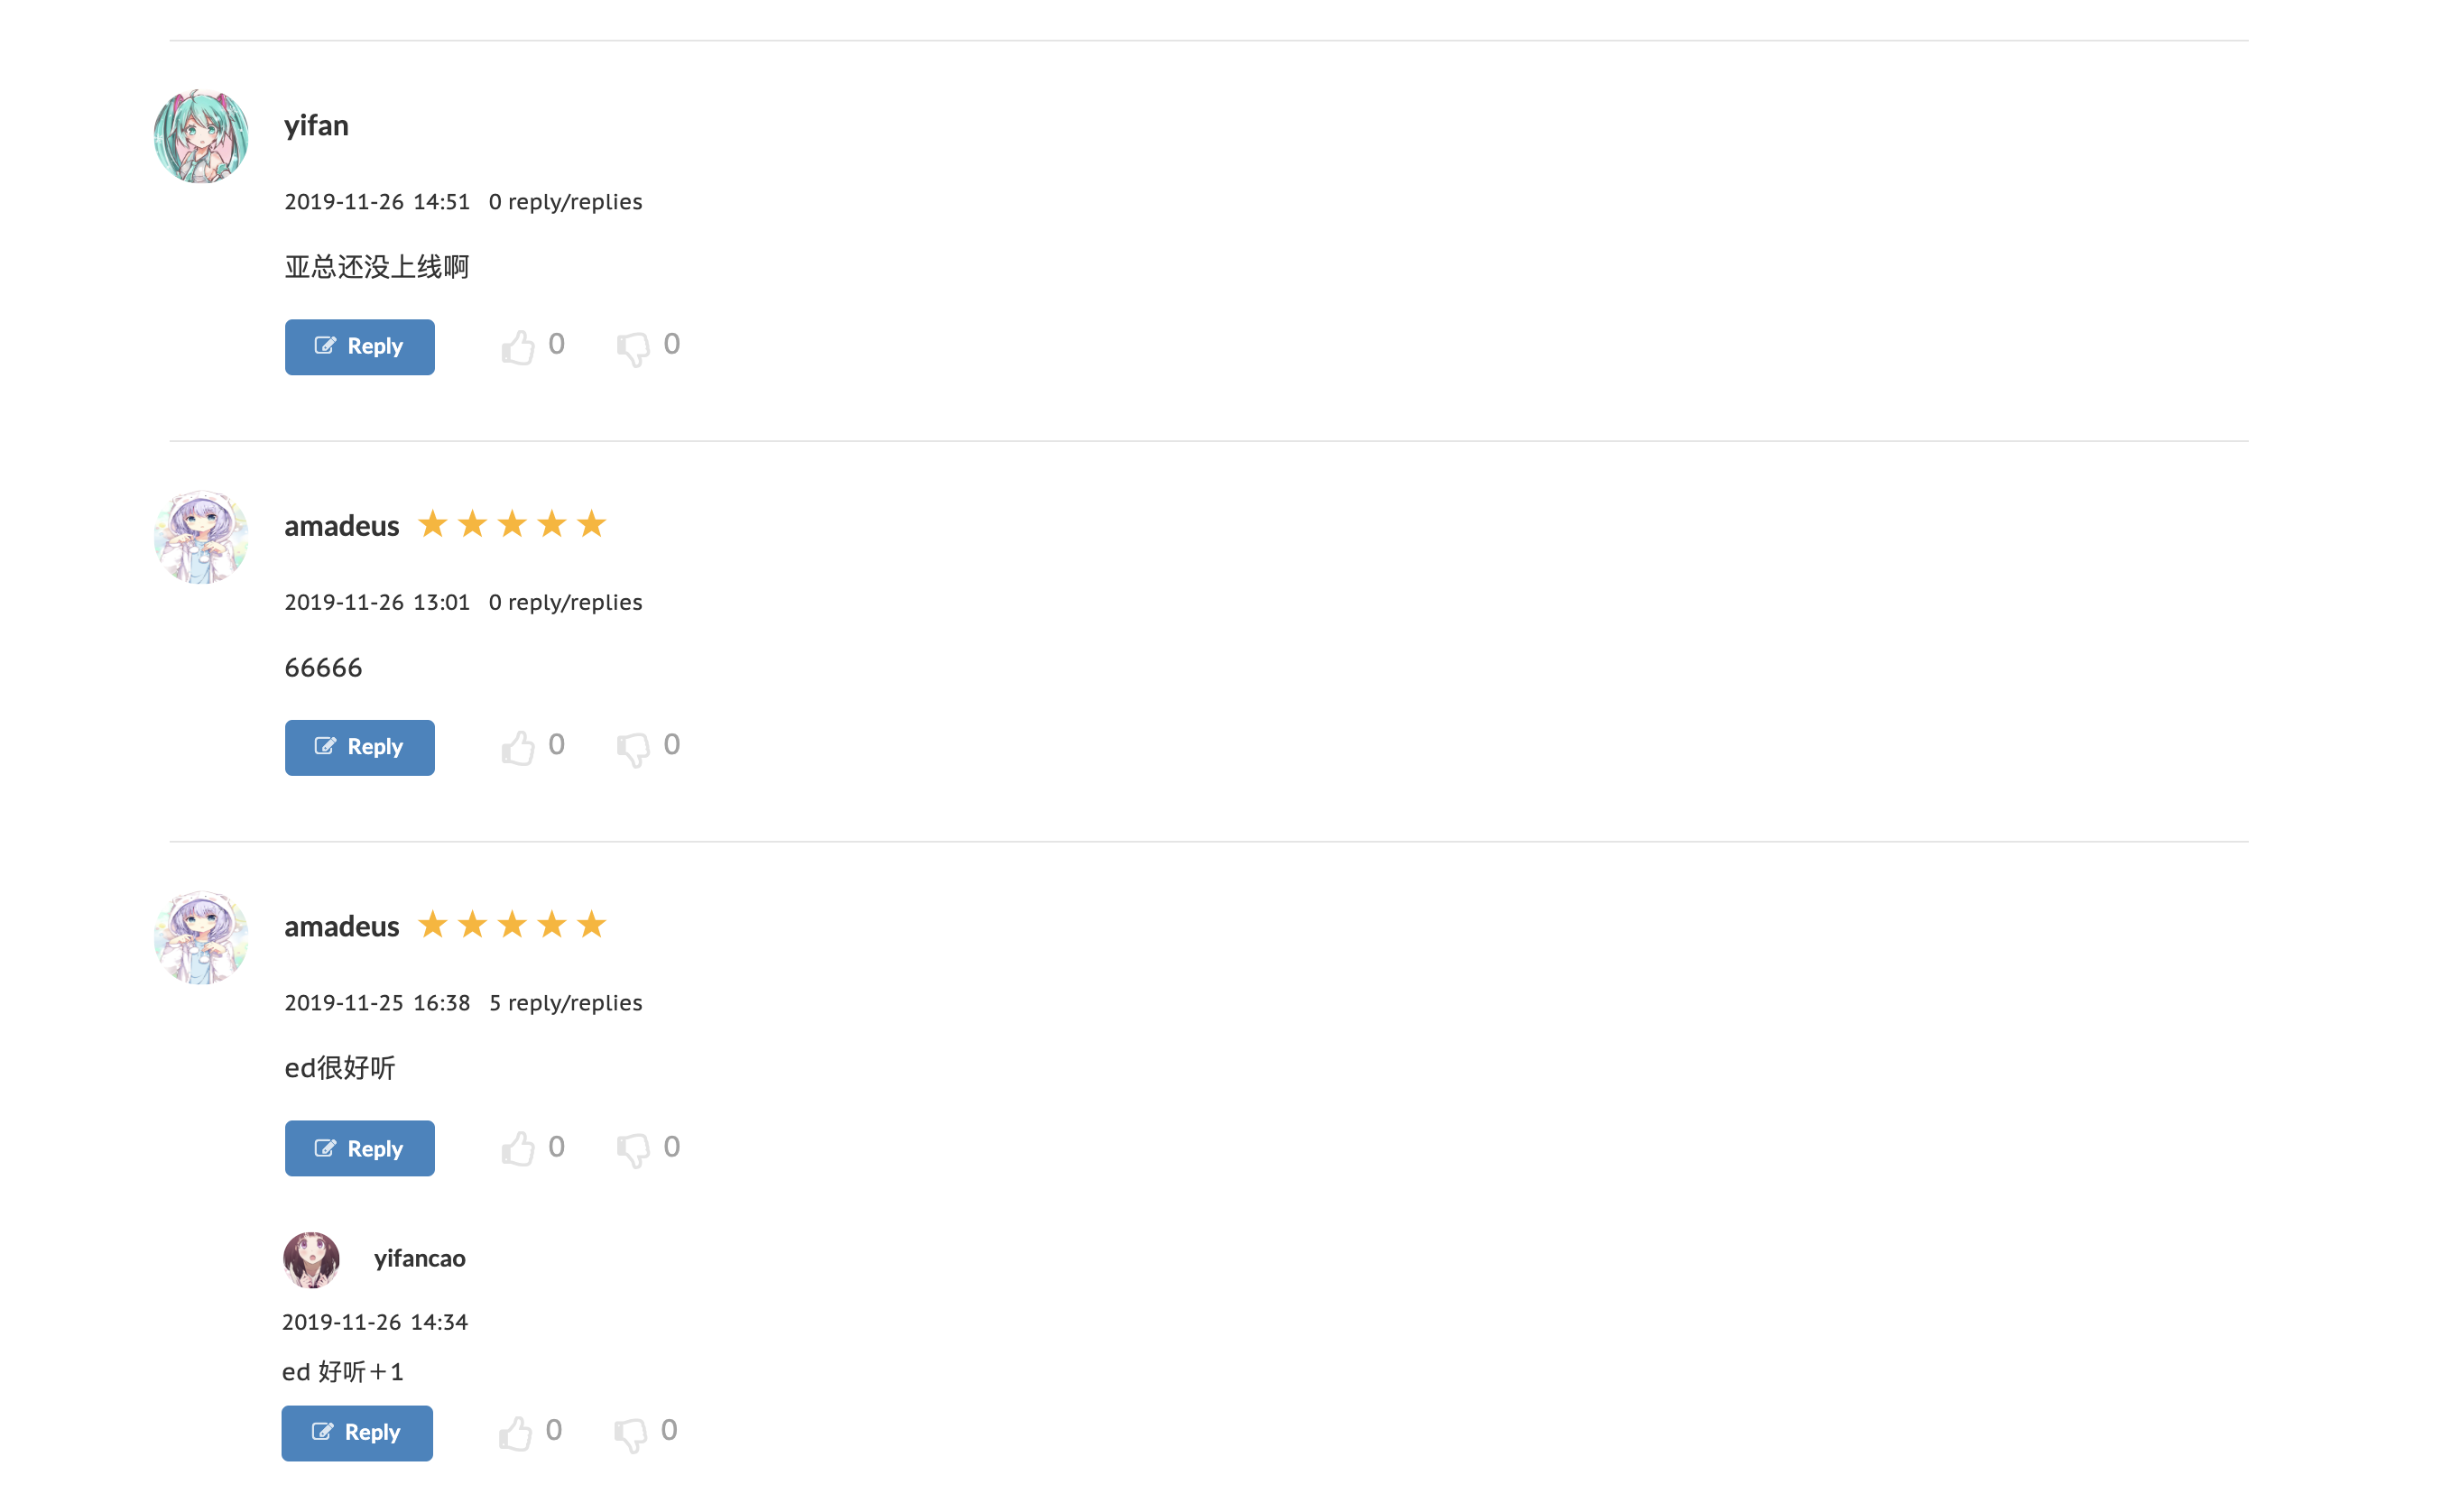 yifan
2019-11-26 14:51 0 reply/replies
亚总还没上线啊
Reply 0 0
amadeus
2019-11-26 13:01 0 reply/replies
66666
Reply 0 0
amadeus
2019-11-25 16:38 5 reply/replies
ed很好听
Reply 0 0
yifancao
2019-11-26 14:34
ed 好听＋1
Reply 0 0